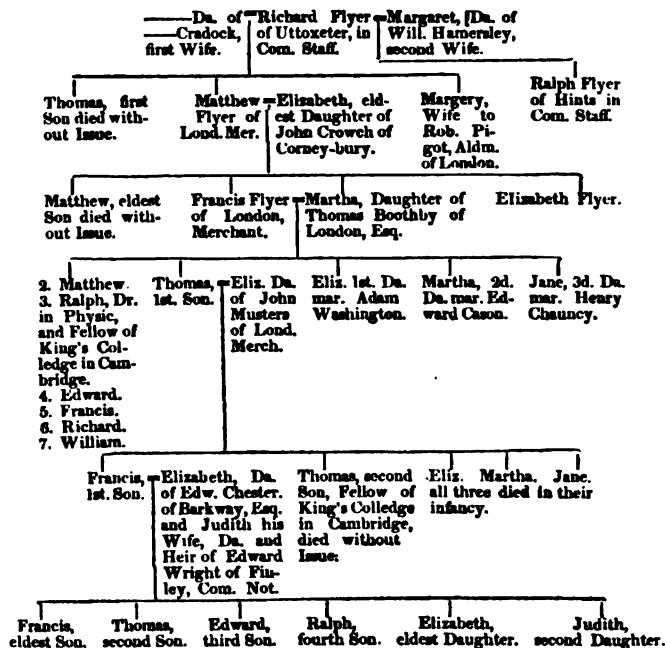 Da. of Richard Flyer Margaret, [Da. of
Cradock, of Uttoxeter, in Will. Hamersley,
first Wife. Com. Staff. second Wife.
Thomas, first
Son died with-
out Issue.
Matthew
Flyer of
Lond. Mer.
Elisabeth, eld-
est Daughter of
John Crowch of
Corney-bury.
Margery,
Wife to
Rob. Pi-
got, Aldm.
of London.
Ralph Flyer
of Hints in
Com. Staff.
Matthew, eldest
Son died with-
out Issue.
Francis Flyer
of London,
Merchant.
Martha, Daughter of
Thomas Boothby of
London, Esq.
Elisabeth Flyer.
2. Matthew.
3. Ralph, Dr.
in Physic,
and Fellow of
King's Col-
ledge in Cam-
bridge.
4. Edward.
5. Francis.
6. Richard.
7. William.
Thomas,
1st. Son.
Eliz. Da.
of John
Musters
of Lond.
Merch.
Eliz. 1st. Da.
mar. Adam
Washington.
Martha, 2d.
Da. mar. Ed-
ward Cason.
Jane, 3d. Da.
mar. Henry
Chauncy.
Francis,
1st. Son.
Elizabeth, Da.
of Edw. Chester.
of Barkway, Esq.
and Judith his
Wife, Da. and
Heir of Edward
Wright of Fin-
ley, Com. Not.
Thomas, second
Son, Fellow of
King's Colledge
in Cambridge,
died without
Issue.
Eliz. Martha. Jane.
all three died in their
infancy.
Francis,
eldest Son.
Thomas,
second Son.
Edward,
third Son.
Ralph,
fourth Son.
Elizabeth,
eldest Daughter.
Judith,
second Daughter.